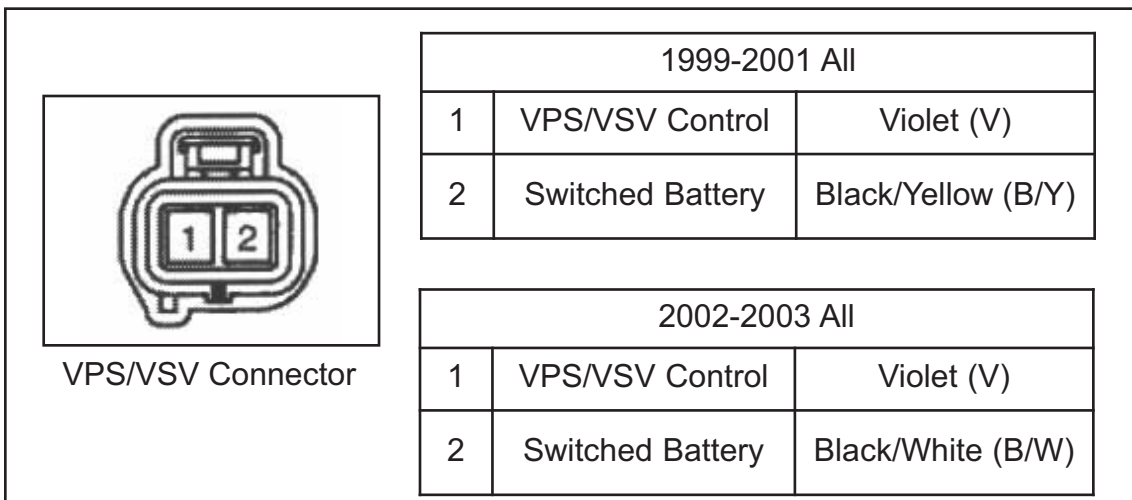 1 2
VPS/VSV Connector
1999-2001 All
1 VPS/VSV Control Violet (V)
2 Switched Battery Black/Yellow (B/Y)
2002-2003 All
1 VPS/VSV Control Violet (V)
2 Switched Battery Black/White (B/W)